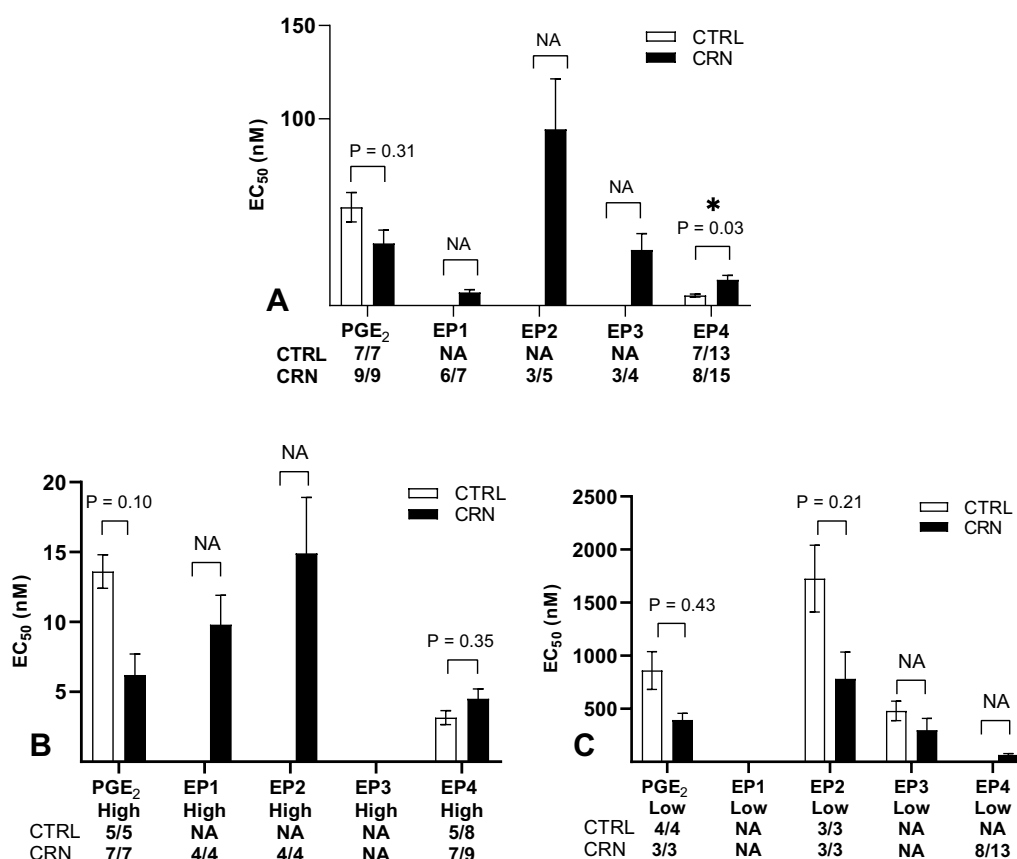 150
100
EC50 (nM)
CTRL
CRN
P = 0.31
NA
NA
NA
*
P = 0.03
A
PGE2 EP1 EP2 EP3 EP4
CTRL 7/7 NA NA NA 7/13
CRN 9/9 6/7 3/5 3/4 8/15
20
15
10
5
EC50 (nM)
CTRL
CRN
P = 0.10
NA
NA
P = 0.35
B
PGE2 EP1 EP2 EP3 EP4
High High High High High
CTRL 5/5 NA NA NA 5/8
CRN 7/7 4/4 4/4 NA 7/9
2500
2000
1500
1000
500
EC50 (nM)
CTRL
CRN
P = 0.43
P = 0.21
NA
NA
C
PGE2 EP1 EP2 EP3 EP4
Low Low Low Low Low
CTRL 4/4 NA 3/3 NA NA
CRN 3/3 NA 3/3 NA 8/13